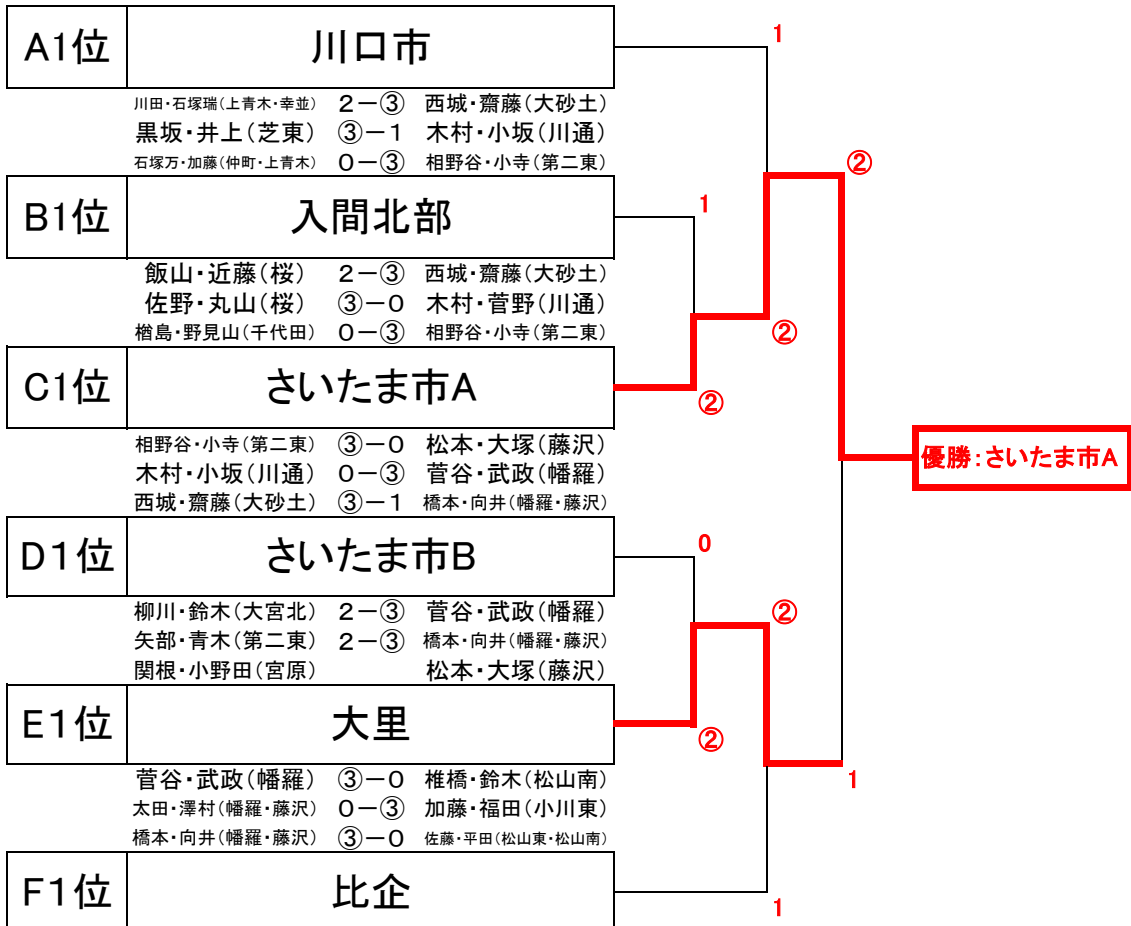 A1位 川口市
1
川田・石塚瑞(上青木・幸並) 2－③ 西城・齋藤(大砂土)
黒坂・井上(芝東) ③－1 木村・小坂(川通)
石塚万・加藤(仲町・上青木) 0－③ 相野谷・小寺(第二東)
②
B1位 入間北部
1
飯山・近藤(桜) 2－③ 西城・齋藤(大砂土)
佐野・丸山(桜) ③－0 木村・菅野(川通)
楢島・野見山(千代田) 0－③ 相野谷・小寺(第二東)
②
C1位 さいたま市A
②
相野谷・小寺(第二東) ③－0 松本・大塚(藤沢)
木村・小坂(川通) 0－③ 菅谷・武政(幡羅)
西城・齋藤(大砂土) ③－1 橋本・向井(幡羅・藤沢)
優勝:さいたま市A
D1位 さいたま市B
0
柳川・鈴木(大宮北) 2－③ 菅谷・武政(幡羅)
矢部・青木(第二東) 2－③ 橋本・向井(幡羅・藤沢)
関根・小野田(宮原) 松本・大塚(藤沢)
②
E1位 大里
②
菅谷・武政(幡羅) ③－0 椎橋・鈴木(松山南)
太田・澤村(幡羅・藤沢) 0－③ 加藤・福田(小川東)
橋本・向井(幡羅・藤沢) ③－0 佐藤・平田(松山東・松山南)
1
F1位 比企
1